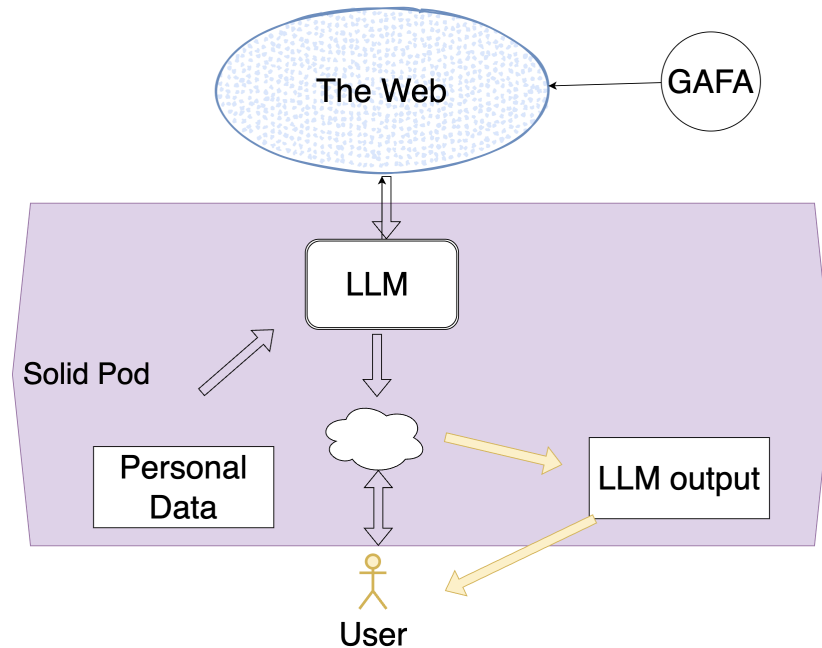 The Web
GAFA
LLM
Solid Pod
Personal
Data
LLM output
User